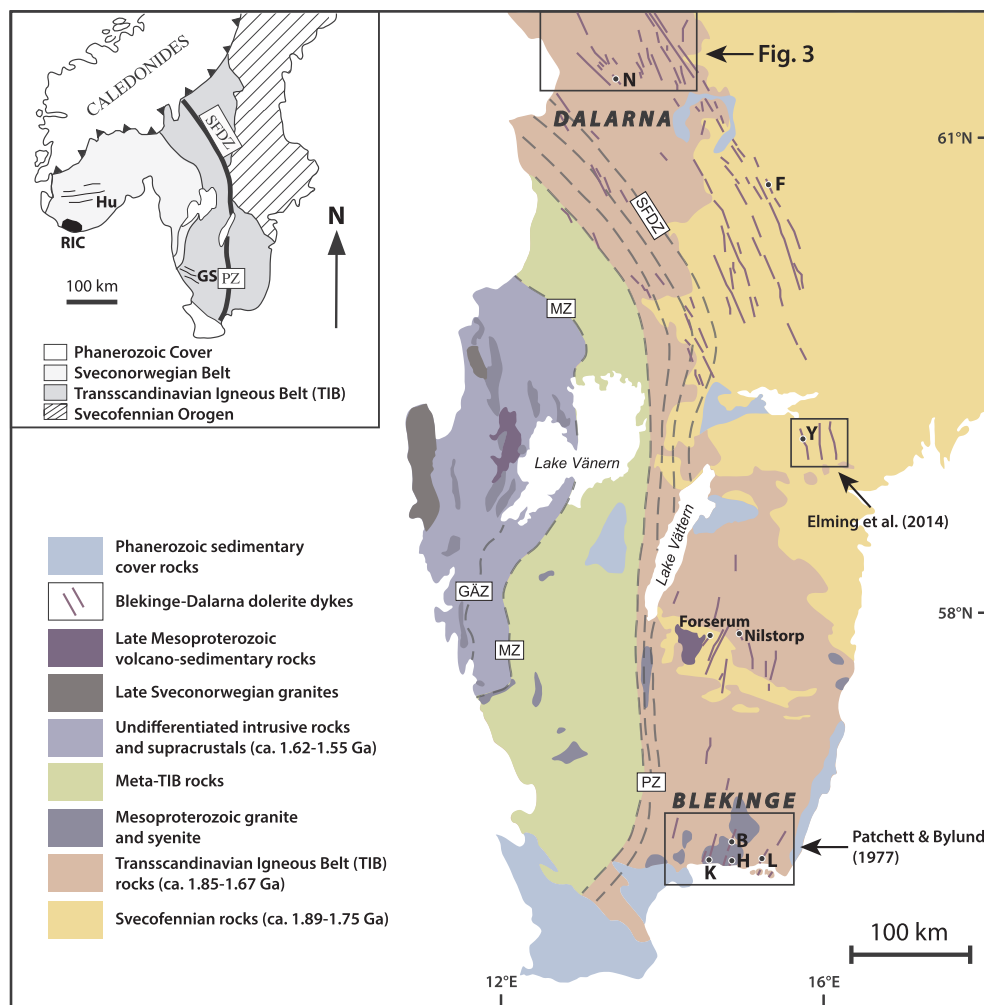 CALEDONIDES
SFDZ
Hu
RIC
GS
PZ
N
100 km
Phanerozoic Cover
Sveconorwegian Belt
Transscandinavian Igneous Belt (TIB)
Svecofennian Orogen
Fig. 3
N
DALARNA
61°N
F
SFDZ
MZ
Y
Lake Vänern
Elming et al. (2014)
Lake Vättern
GÄZ
58°N
Forserum
Nilstorp
MZ
PZ
BLEKINGE
B
Patchett & Bylund
(1977)
K
H
L
100 km
12°E
16°E
Phanerozoic sedimentary
cover rocks
Blekinge-Dalarna dolerite dykes
Late Mesoproterozoic
volcano-sedimentary rocks
Late Sveconorwegian granites
Undifferentiated intrusive rocks
and supracrustals (ca. 1.62-1.55 Ga)
Meta-TIB rocks
Mesoproterozoic granite
and syenite
Transscandinavian Igneous Belt (TIB)
rocks (ca. 1.85-1.67 Ga)
Svecofennian rocks (ca. 1.89-1.75 Ga)